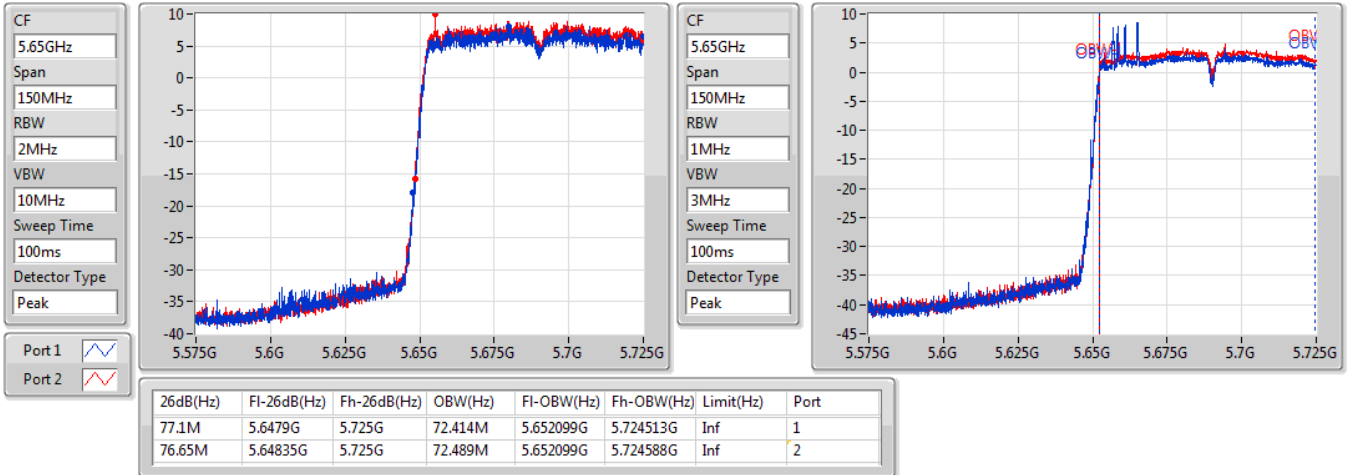 CF
5.65GHz
Span
150MHz
RBW
2MHz
VBW
10MHz
Sweep Time
100ms
Detector Type
Peak
10
5
0
-5
-10
-15
-20
-25
-30
-35
-40
5.575G 5.6G 5.625G 5.65G 5.675G 5.7G 5.725G
CF
5.65GHz
Span
150MHz
RBW
1MHz
VBW
3MHz
Sweep Time
100ms
Detector Type
Peak
10
5
0
-5
-10
-15
-20
-25
-30
-35
-40
-45
OBW
OBW
OBW
OBW
5.575G 5.6G 5.625G 5.65G 5.675G 5.7G 5.725G
Port 1
Port 2
26dB(Hz) Fl-26dB(Hz) Fh-26dB(Hz) OBW(Hz) Fl-OBW(Hz) Fh-OBW(Hz) Limit(Hz) Port
77.1M 5.6479G 5.725G 72.414M 5.652099G 5.724513G Inf 1
76.65M 5.64835G 5.725G 72.489M 5.652099G 5.724588G Inf 2